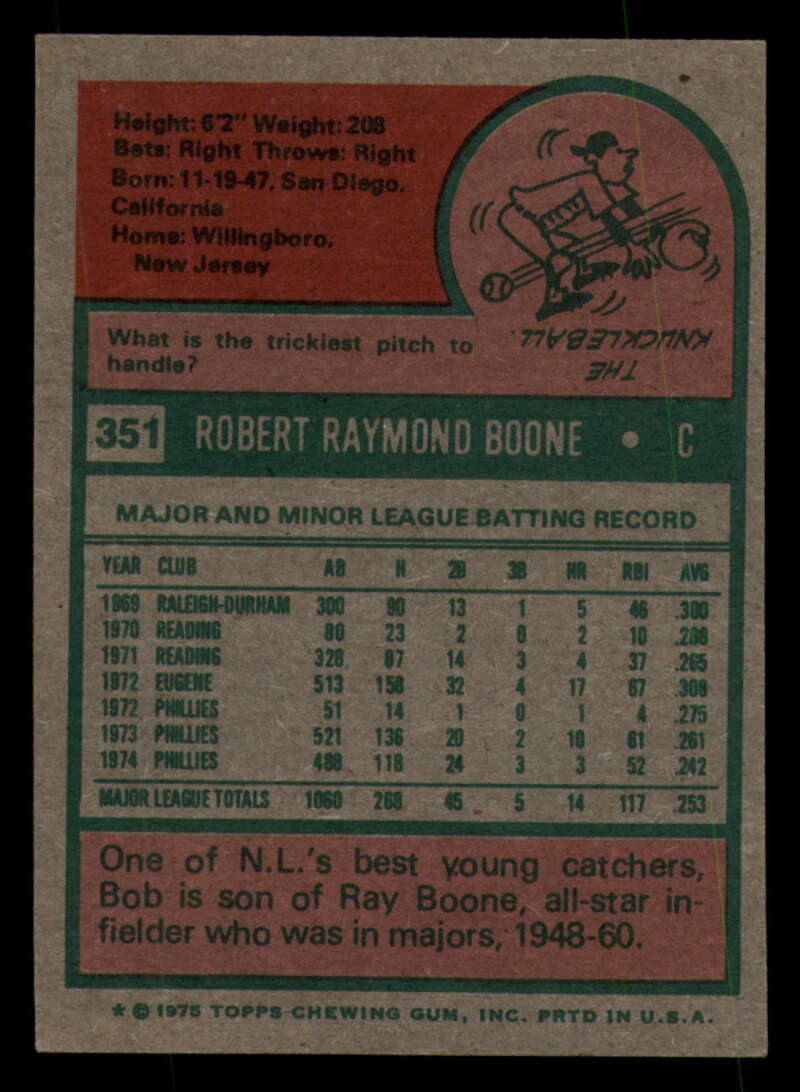 Height: 6'2" Weight: 208
Bats: Right Throws: Right
Born: 11-19-47, San Diego,
California
Home: Willingboro,
New Jersey
What is the trickiest pitch to
handle?
THE
KNUCKLEBALL.
351 ROBERT RAYMOND BOONE • C
MAJOR AND MINOR LEAGUE BATTING RECORD
YEAR CLUB AB H 2B 3B HR RBI AVG
1969 RALEIGH-DURHAM 300 90 13 1 5 46 .300
1970 READING 80 23 2 0 2 10 .288
1971 READING 328 87 14 3 4 37 .265
1972 EUGENE 513 158 32 4 17 67 .308
1972 PHILLIES 51 14 1 0 1 4 .275
1973 PHILLIES 521 136 20 2 10 61 .261
1974 PHILLIES 488 118 24 3 3 52 .242
MAJOR LEAGUE TOTALS 1060 268 45 5 14 117 .253
One of N.L.'s best young catchers,
Bob is son of Ray Boone, all-star in-
fielder who was in majors, 1948-60.
* © 1975 TOPPS CHEWING GUM, INC. PRTD IN U.S.A.